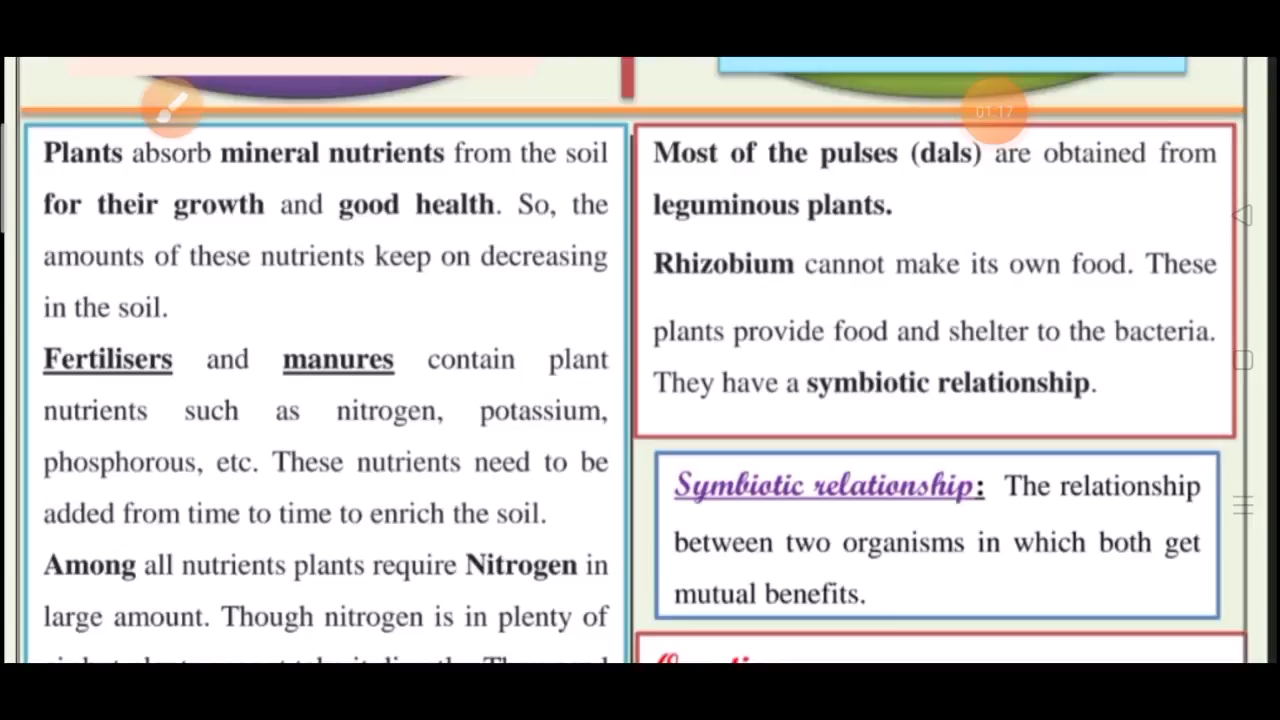 01:17
Plants absorb mineral nutrients from the soil
for their growth and good health. So, the
amounts of these nutrients keep on decreasing
in the soil.
Fertilisers and manures contain plant
nutrients such as nitrogen, potassium,
phosphorous, etc. These nutrients need to be
added from time to time to enrich the soil.
Among all nutrients plants require Nitrogen in
large amount. Though nitrogen is in plenty of
Most of the pulses (dals) are obtained from
leguminous plants.
Rhizobium cannot make its own food. These
plants provide food and shelter to the bacteria.
They have a symbiotic relationship.
Symbiotic relationship: The relationship
between two organisms in which both get
mutual benefits.